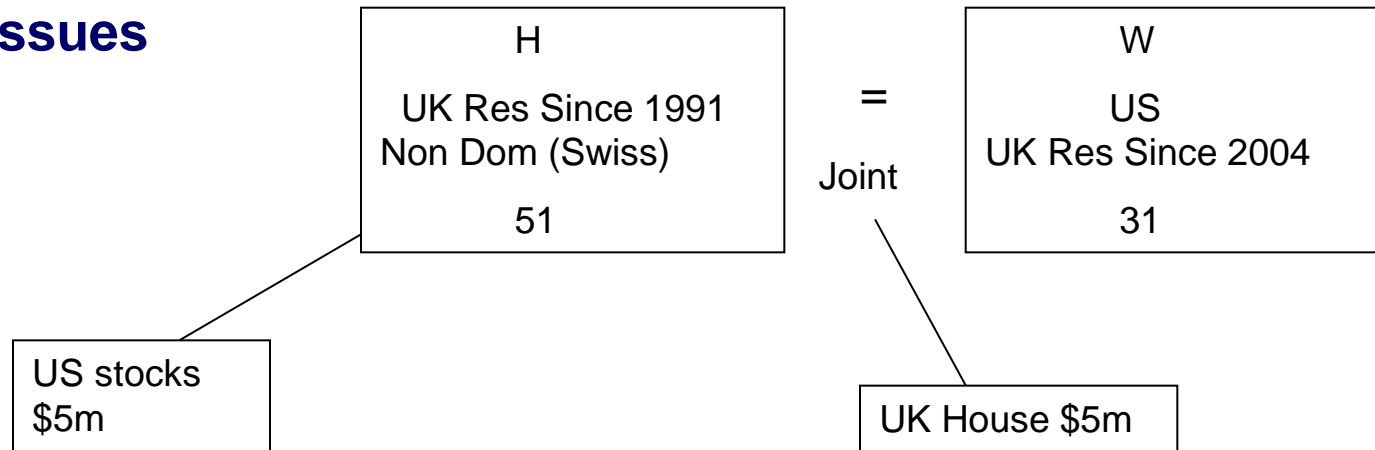 ssues
H
UK Res Since 1991
Non Dom (Swiss)
51
=
Joint
W
US
UK Res Since 2004
31
US stocks
$5m
UK House $5m